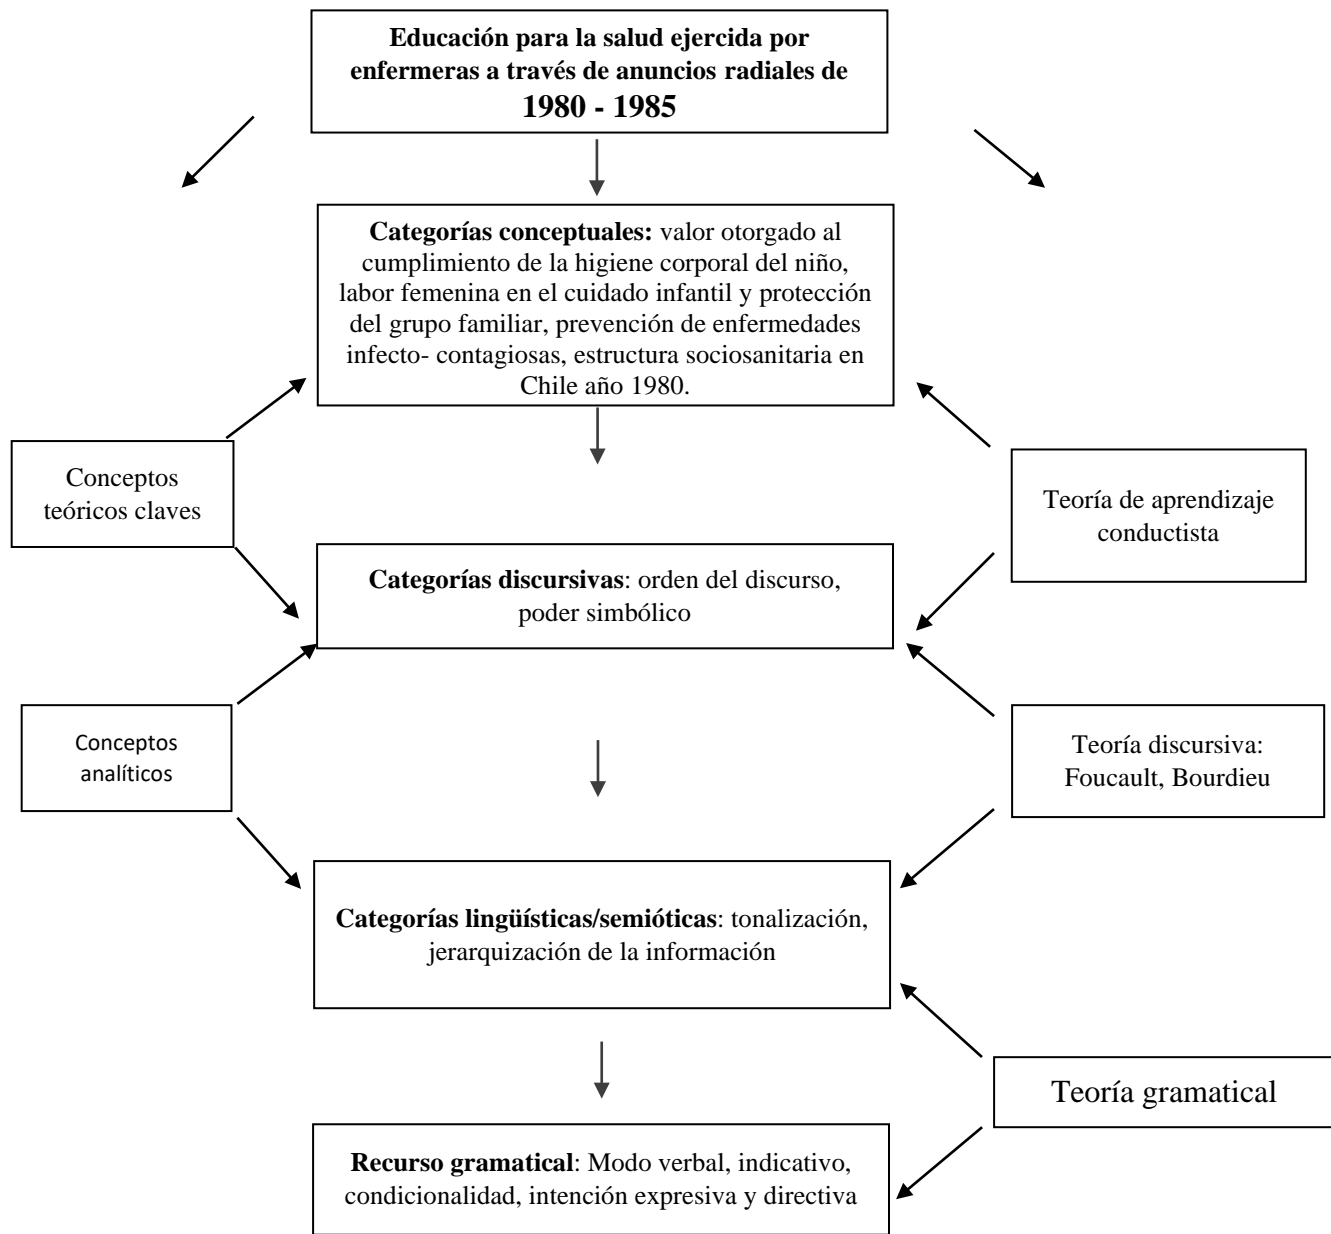 Educación para la salud ejercida por
enfermeras a través de anuncios radiales de
1980 - 1985
Categorías conceptuales: valor otorgado al
cumplimiento de la higiene corporal del niño,
labor femenina en el cuidado infantil y protección
del grupo familiar, prevención de enfermedades
infecto- contagiosas, estructura sociosanitaria en
Chile año 1980.
Conceptos
teóricos claves
Teoría de aprendizaje
conductista
Categorías discursivas: orden del discurso,
poder simbólico
Conceptos
analíticos
Teoría discursiva:
Foucault, Bourdieu
Categorías lingüísticas/semióticas: tonalización,
jerarquización de la información
Teoría gramatical
Recurso gramatical: Modo verbal, indicativo,
condicionalidad, intención expresiva y directiva